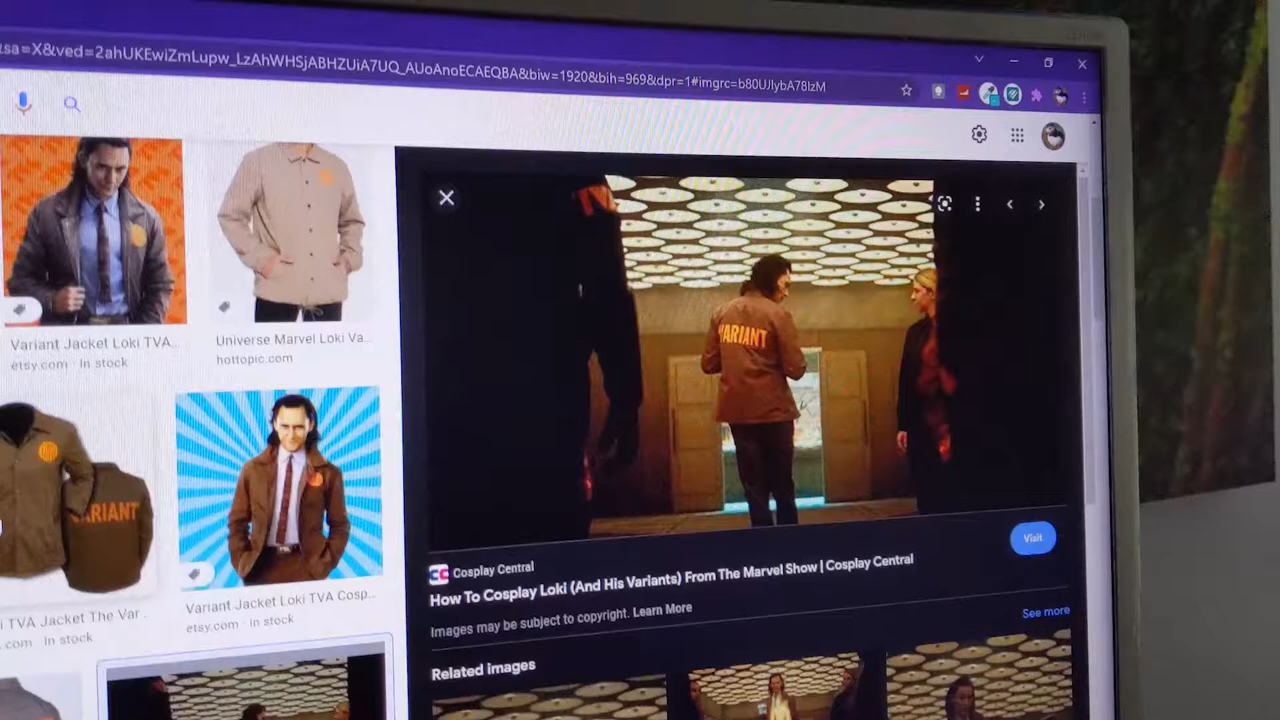 sa=X&ved=2ahUKEwiZmLupw_LzAhWHSjABHZUiA7UQ_AUoAnoECAEQBA&biw=1920&bih=969&dpr=1#imgrc=b80UJlybA78lzM
Variant Jacket Loki TVA...
etsy.com · In stock
Universe Marvel Loki Va...
hottopic.com
VARIANT
VARIANT
i TVA Jacket The Var...
.com · In stock
Variant Jacket Loki TVA Cosp...
etsy.com · In stock
Cosplay Central
Visit
How To Cosplay Loki (And His Variants) From The Marvel Show | Cosplay Central
Images may be subject to copyright. Learn More
See more
Related images